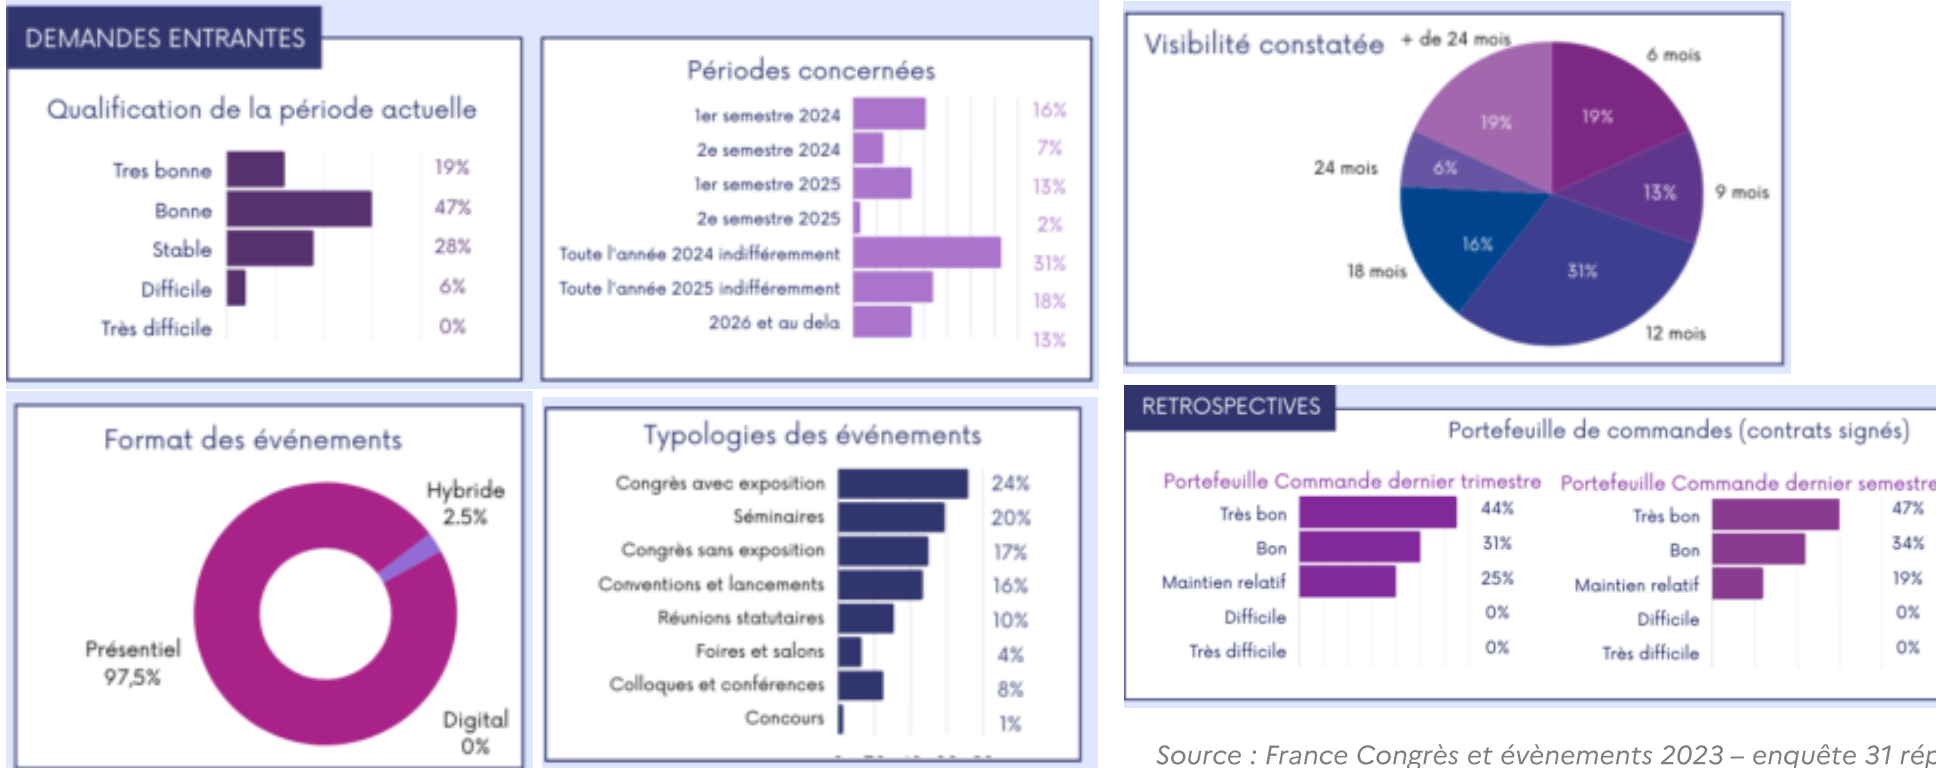 DEMANDES ENTRANTES
Qualification de la période actuelle
Tres bonne 19%
Bonne 47%
Stable 28%
Difficile 6%
Très difficile 0%
Périodes concernées
1er semestre 2024 16%
2e semestre 2024 7%
1er semestre 2025 13%
2e semestre 2025 2%
Toute l'année 2024 indifféremment 31%
Toute l'année 2025 indifféremment 18%
2026 et au dela 13%
Visibilité constatée
+ de 24 mois
19%
6 mois
19%
24 mois
6%
9 mois
13%
18 mois
16%
12 mois
31%
Format des événements
Hybride
2.5%
Présentiel
97,5%
Digital
0%
Typologies des événements
Congrès avec exposition 24%
Séminaires 20%
Congrès sans exposition 17%
Conventions et lancements 16%
Réunions statutaires 10%
Foires et salons 4%
Colloques et conférences 8%
Concours 1%
RETROSPECTIVES
Portefeuille de commandes (contrats signés)
Portefeuille Commande dernier trimestre
Très bon 44%
Bon 31%
Maintien relatif 25%
Difficile 0%
Très difficile 0%
Portefeuille Commande dernier semestre
Très bon 47%
Bon 34%
Maintien relatif 19%
Difficile 0%
Très difficile 0%
Source : France Congrès et évènements 2023 – enquête 31